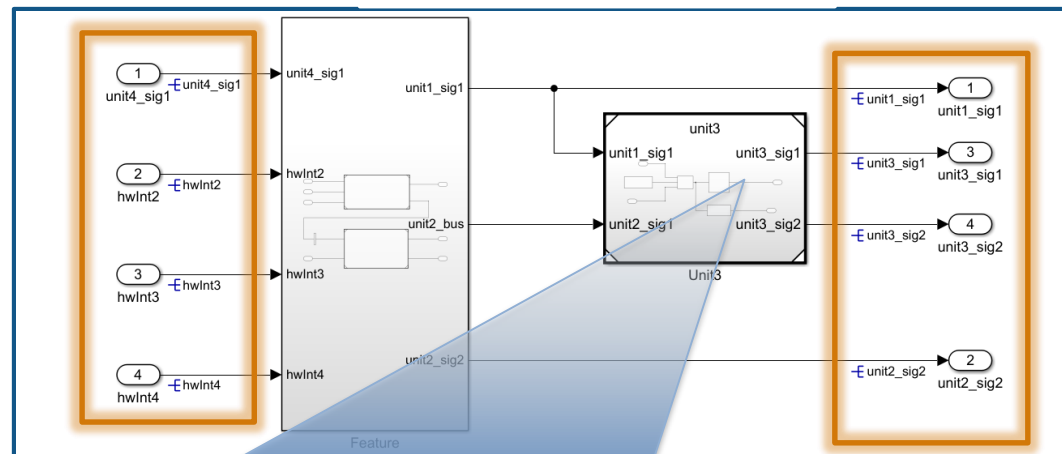 1
unit4_sig1
unit4_sig1
2
hwInt2
hwInt2
3
hwInt3
hwInt3
4
hwInt4
hwInt4
unit4_sig1
hwInt2
hwInt3
hwInt4
unit1_sig1
unit2_bus
unit2_sig2
Feature
unit3
unit1_sig1
unit2_sig1
unit3_sig1
unit3_sig2
Unit3
unit1_sig1
1
unit1_sig1
unit3_sig1
3
unit3_sig1
unit3_sig2
4
unit3_sig2
unit2_sig2
2
unit2_sig2